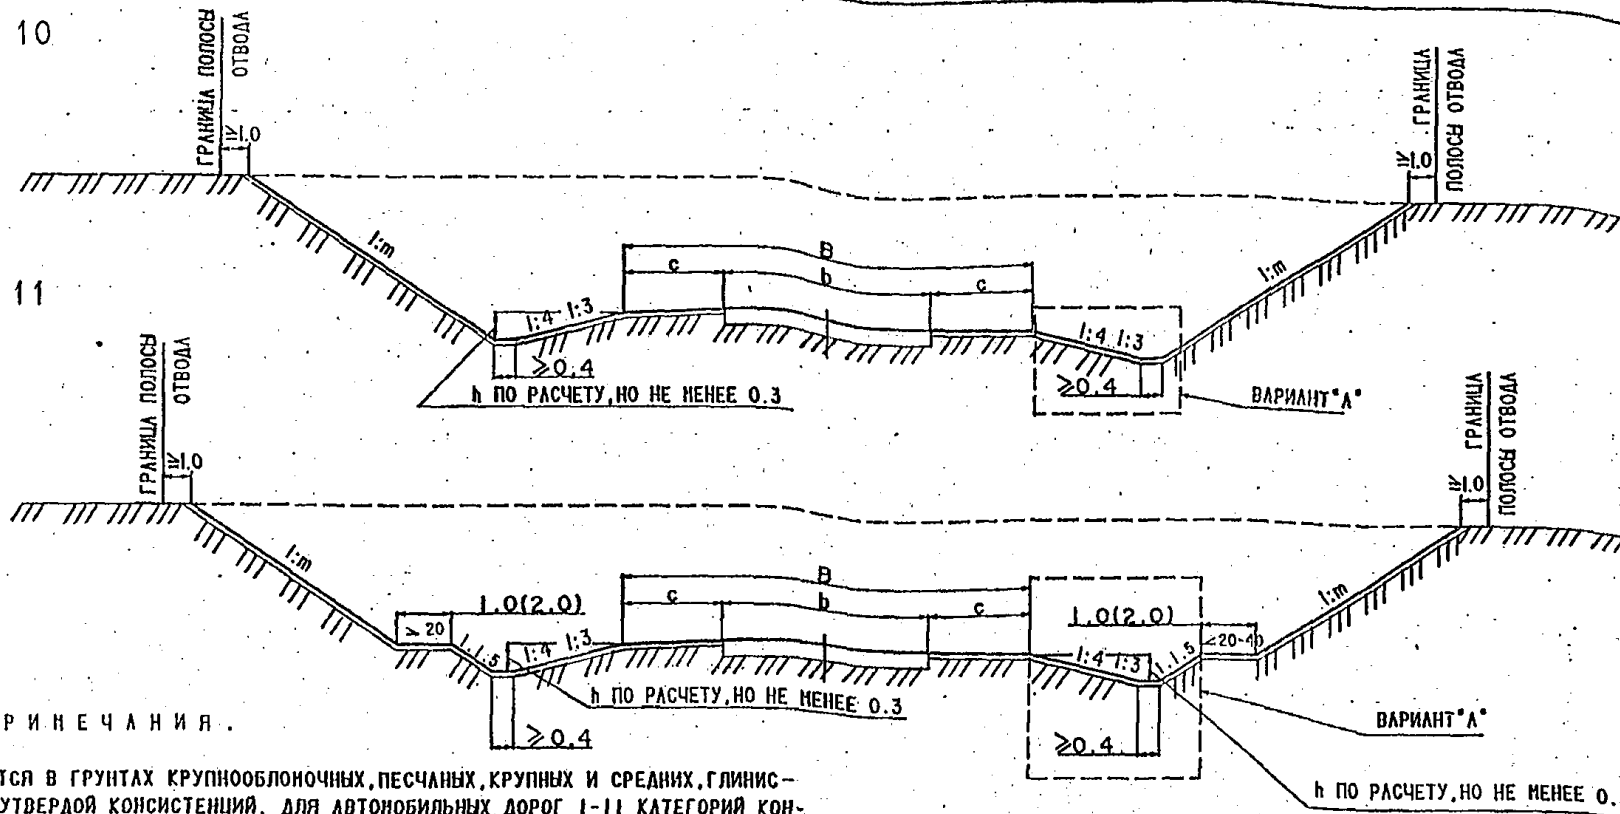 10
ГРАНИЦА ПОЛОСЫ
ОТВОДА
≥1.0
ГРАНИЦА
ПОЛОСЫ ОТВОДА
≥1.0
1:m
B
c
b
c
1:m
1:4 1:3
≥0.4
h ПО РАСЧЕТУ, НО НЕ МЕНЕЕ 0.3
1:4 1:3
≥0.4
ВАРИАНТ "А"
11
ГРАНИЦА ПОЛОСЫ
ОТВОДА
≥1.0
ГРАНИЦА
ПОЛОСЫ ОТВОДА
≥1.0
1:m
B
c
b
c
1:m
1.0(2.0)
20
1:1.5
1:4 1:3
h ПО РАСЧЕТУ, НО НЕ МЕНЕЕ 0.3
≥0.4
1.0(2.0)
20-40
1:4 1:3
1:1.5
≥0.4
ВАРИАНТ "А"
h ПО РАСЧЕТУ, НО НЕ МЕНЕЕ 0.
РИМЕЧАНИЯ.
ТСЯ В ГРУНТАХ КРУПНООБЛОМОЧНЫХ, ПЕСЧАНЫХ, КРУПНЫХ И СРЕДНИХ, ГЛИНИС-
УТВЕРДОЙ КОНСИСТЕНЦИЙ. ДЛЯ АВТОМОБИЛЬНЫХ ДОРОГ I-II КАТЕГОРИЙ КОН-